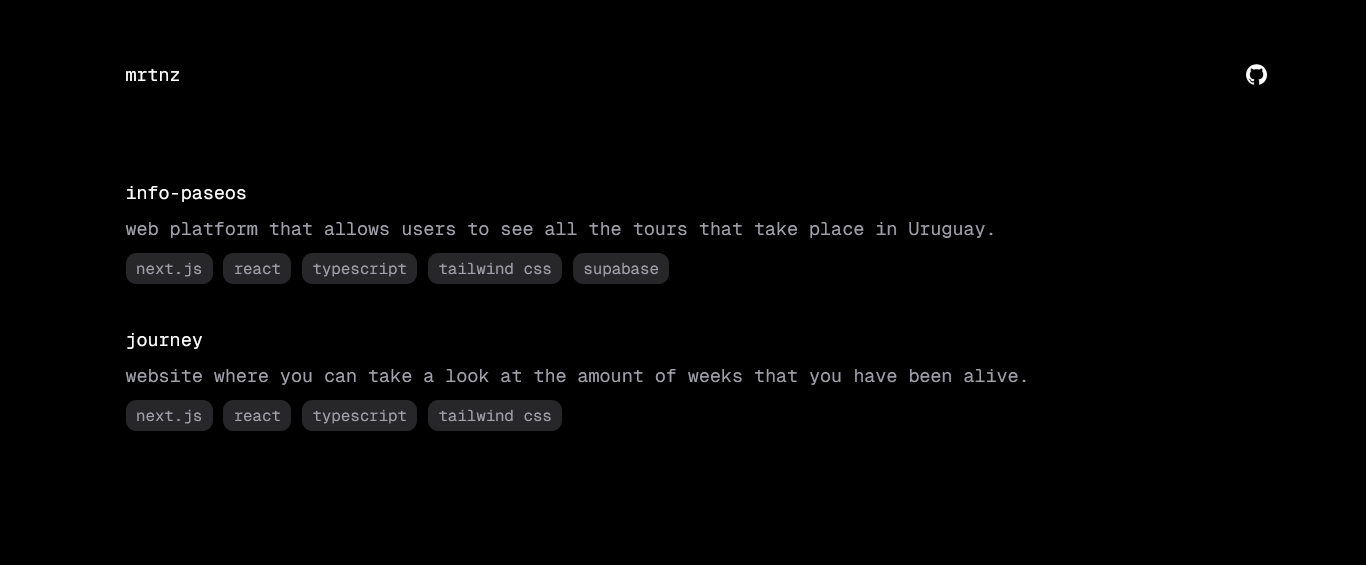 mrtnz
info-paseos
web platform that allows users to see all the tours that take place in Uruguay.
next.js react typescript tailwind css supabase
journey
website where you can take a look at the amount of weeks that you have been alive.
next.js react typescript tailwind css